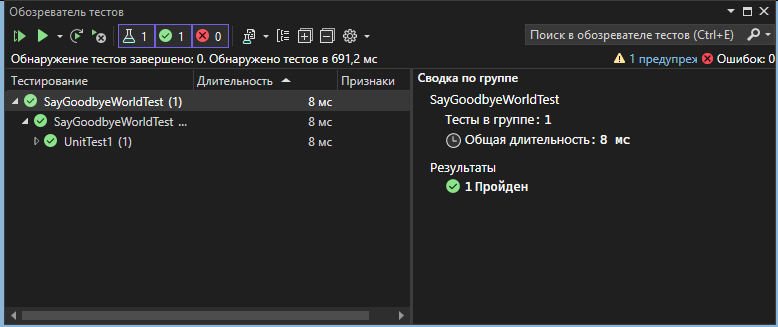 Обозреватель тестов
1 1 0
Поиск в обозревателе тестов (Ctrl+E)
Обнаружение тестов завершено: 0. Обнаружено тестов в 691,2 мс
1 предупреж Ошибок: 0
Тестирование Длительность Признаки
SayGoodbyeWorldTest (1) 8 мс
SayGoodbyeWorldTest ... 8 мс
UnitTest1 (1) 8 мс
Сводка по группе
SayGoodbyeWorldTest
Тесты в группе: 1
Общая длительность: 8 мс
Результаты
1 Пройден